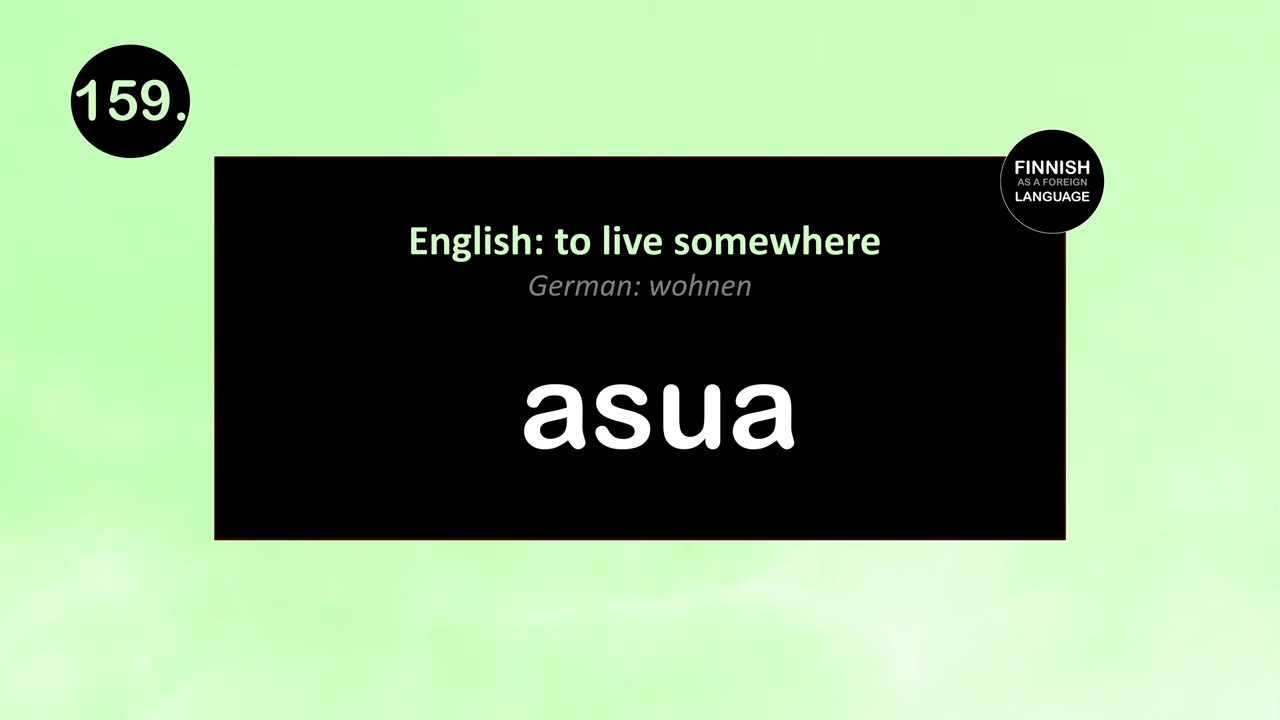 159.
FINNISH
AS A FOREIGN
LANGUAGE
English: to live somewhere
German: wohnen
asua